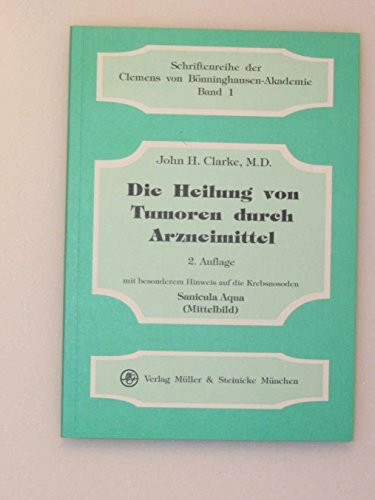 Schriftenreihe der
Clemens von Bönninghausen-Akademie
Band 1
John H. Clarke, M.D.
Die Heilung von
Tumoren durch
Arzneimittel
2. Auflage
mit besonderem Hinweis auf die Krebsnosoden
Sanicula Aqua
(Mittelbild)
Verlag Müller & Steinicke München